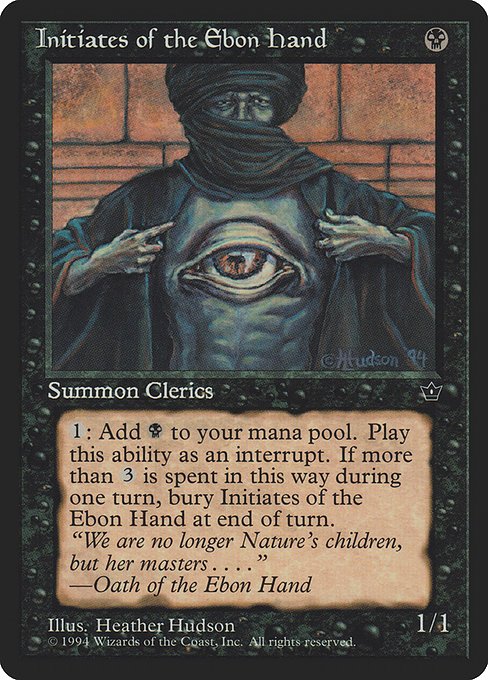 Initiates of the Ebon Hand
© HHudson '94
Summon Clerics
1: Add to your mana pool. Play
this ability as an interrupt. If more
than 3 is spent in this way during
one turn, bury Initiates of the
Ebon Hand at end of turn.
“We are no longer Nature’s children,
but her masters . . . .”
—Oath of the Ebon Hand
Illus. Heather Hudson
1/1
© 1994 Wizards of the Coast, Inc. All rights reserved.